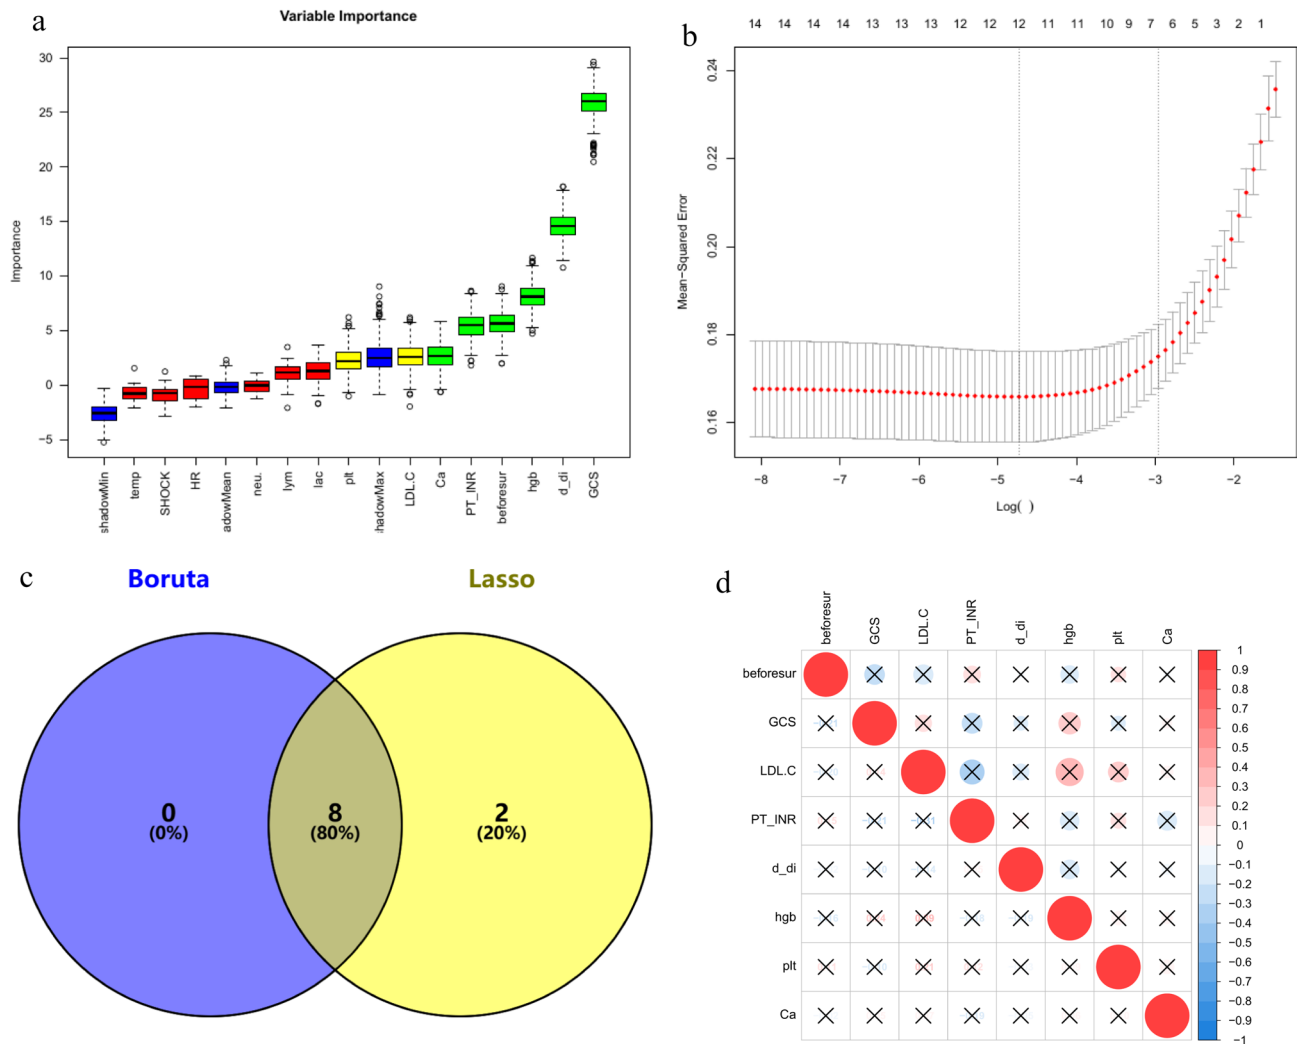 a
Variable Importance
Importance
30
25
20
15
10
5
0
−5
shadowMin
temp
SHOCK
HR
adowMean
neu.
lym
lac
plt
hadowMax
LDL.C
Ca
PT_INR
beforesur
hgb
d_di
GCS
b
14 14 14 14 13 13 13 12 12 12 11 11 10 9 7 6 5 3 2 1
Mean−Squared Error
0.24
0.22
0.20
0.18
0.16
−8 −7 −6 −5 −4 −3 −2
Log( )
c
Boruta
Lasso
0
(0%)
8
(80%)
2
(20%)
d
beforesur GCS LDL.C PT_INR d_di hgb plt Ca
beforesur
GCS
LDL.C
PT_INR
d_di
hgb
plt
Ca
1
0.9
0.8
0.7
0.6
0.5
0.4
0.3
0.2
0.1
0
−0.1
−0.2
−0.3
−0.4
−0.5
−0.6
−0.7
−0.8
−0.9
−1